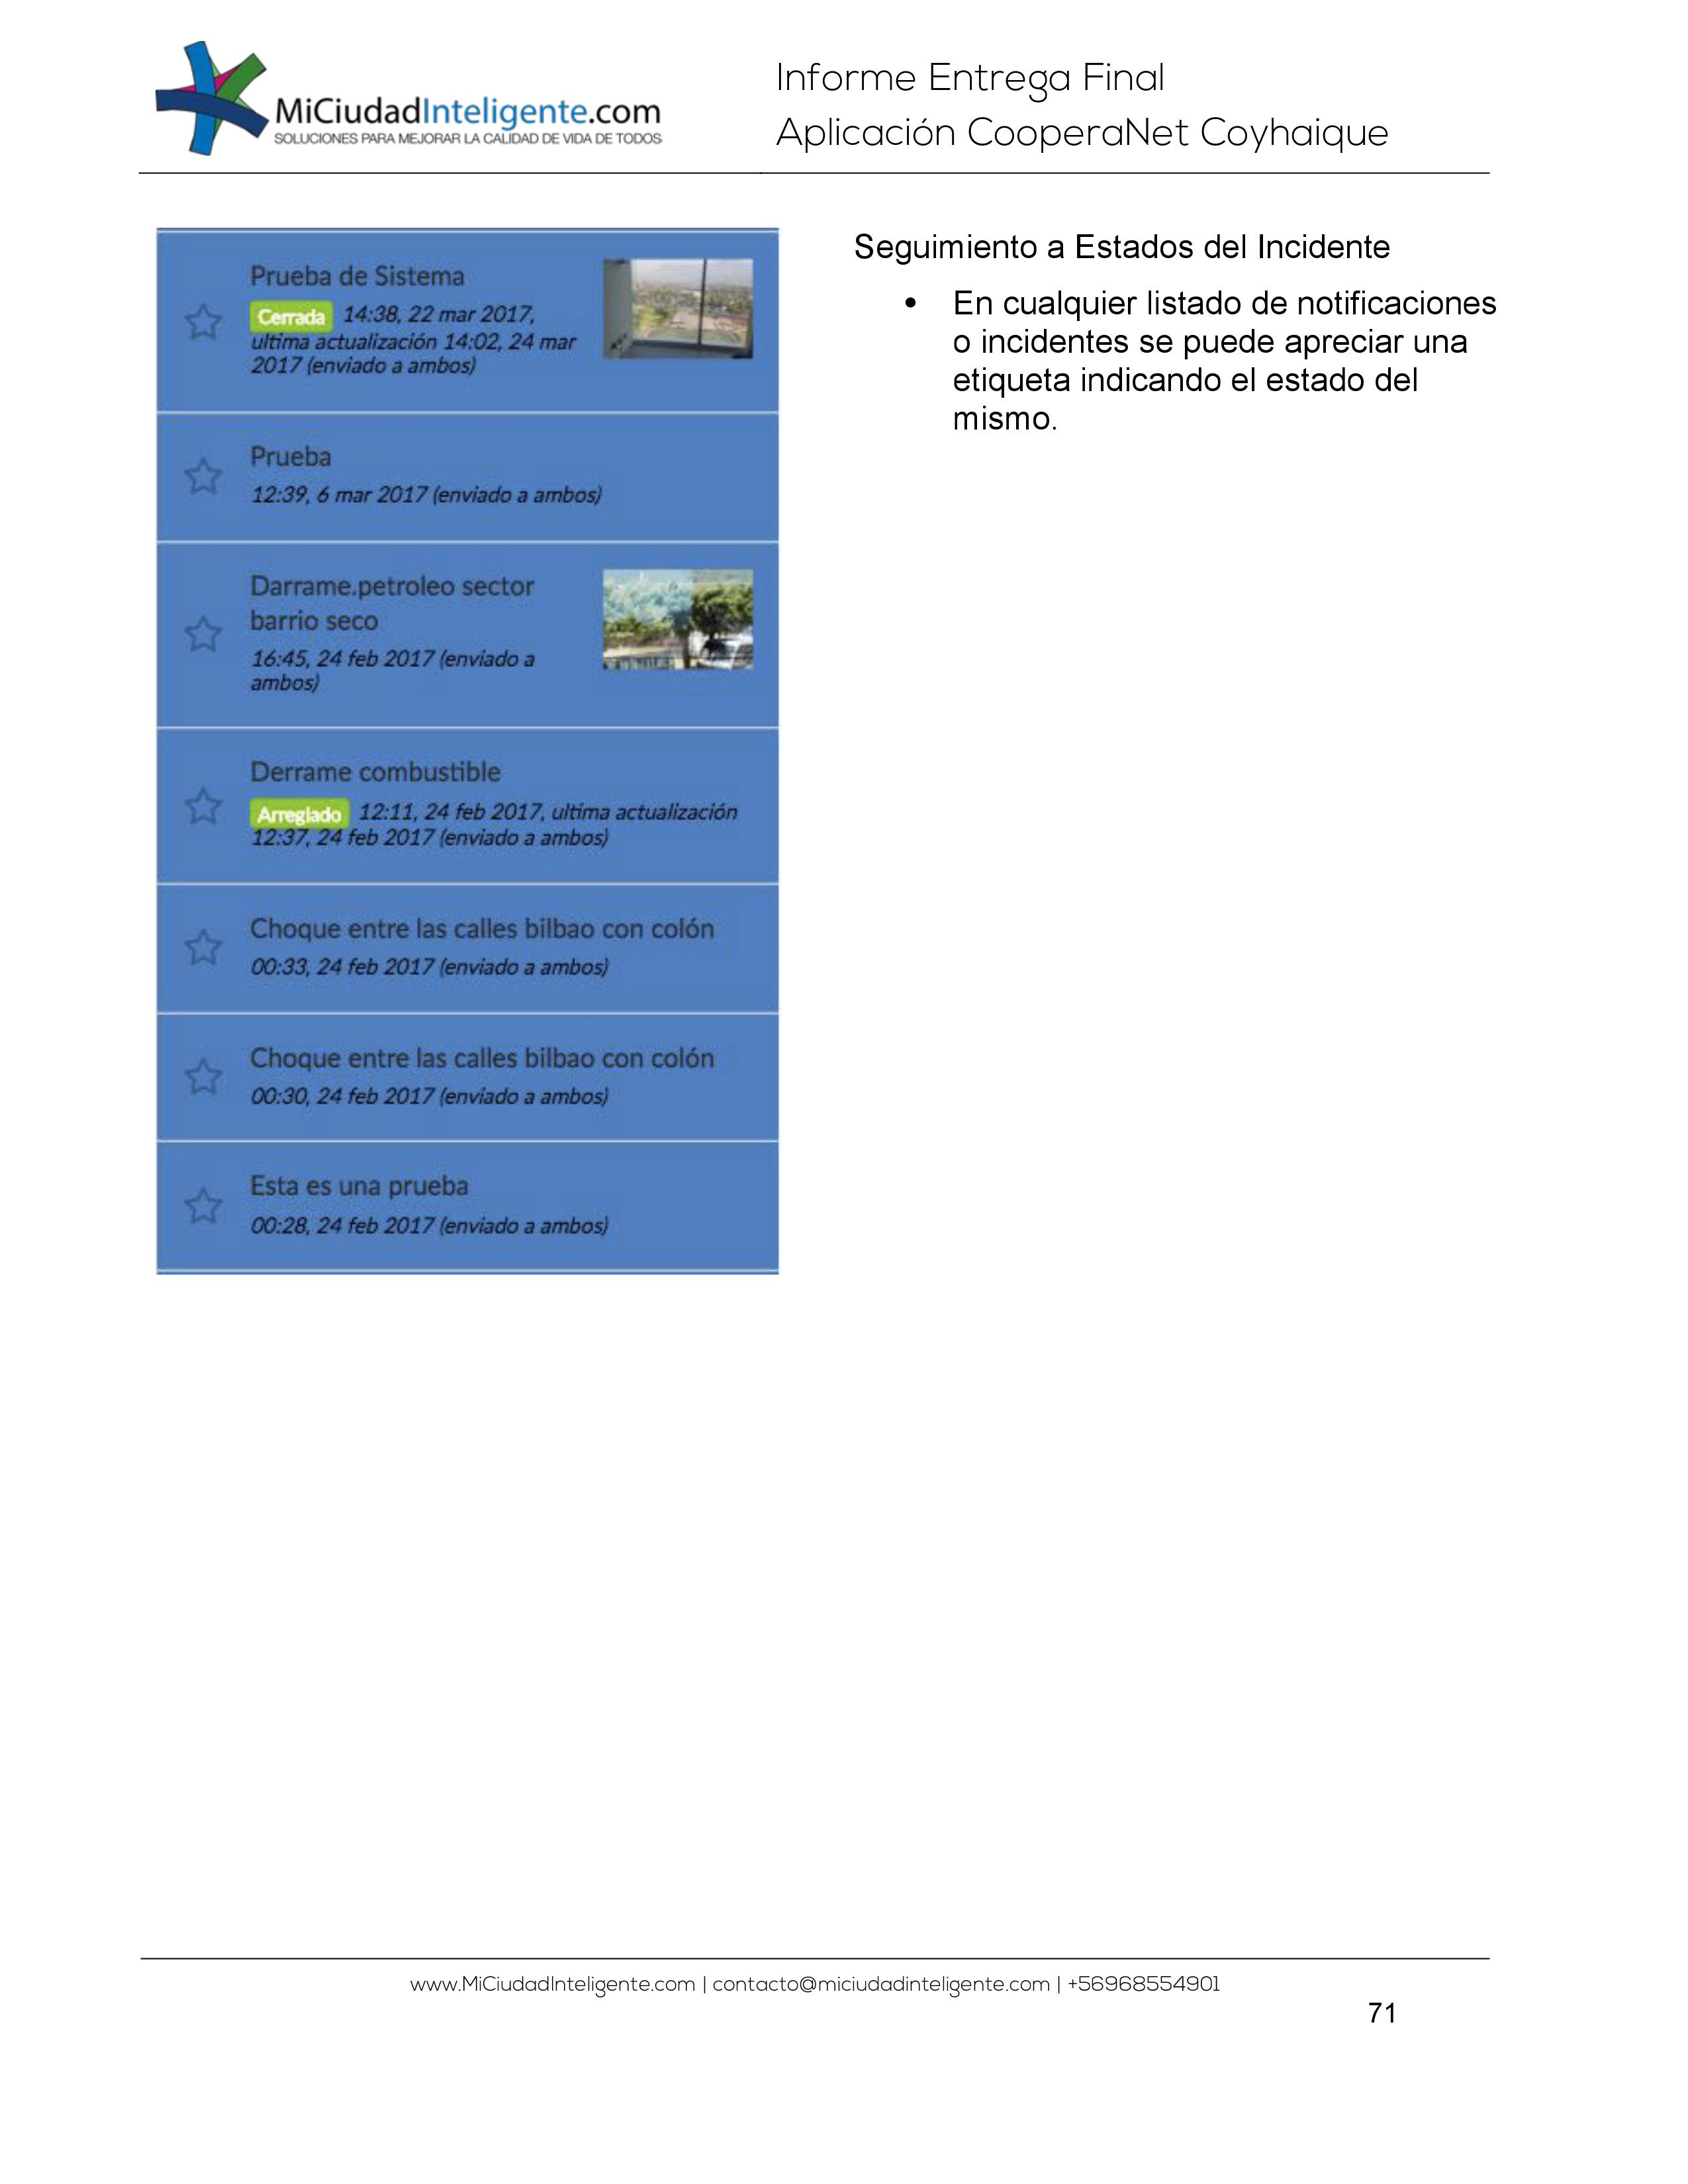 MiCiudadInteligente.com
SOLUCIONES PARA MEJORAR LA CALIDAD DE VIDA DE TODOS
Informe Entrega Final
Aplicación CooperaNet Coyhaique
Prueba de Sistema
Cerrada 14:38, 22 mar 2017,
ultima actualización 14:02, 24 mar
2017 (enviado a ambos)
Prueba
12:39, 6 mar 2017 (enviado a ambos)
Darrame.petroleo sector
barrio seco
16:45, 24 feb 2017 (enviado a
ambos)
Derrame combustible
Arreglado 12:11, 24 feb 2017, ultima actualización
12:37, 24 feb 2017 (enviado a ambos)
Choque entre las calles bilbao con colón
00:33, 24 feb 2017 (enviado a ambos)
Choque entre las calles bilbao con colón
00:30, 24 feb 2017 (enviado a ambos)
Esta es una prueba
00:28, 24 feb 2017 (enviado a ambos)
Seguimiento a Estados del Incidente
• En cualquier listado de notificaciones
o incidentes se puede apreciar una
etiqueta indicando el estado del
mismo.
www.MiCiudadInteligente.com | contacto@miciudadinteligente.com | +56968554901
71